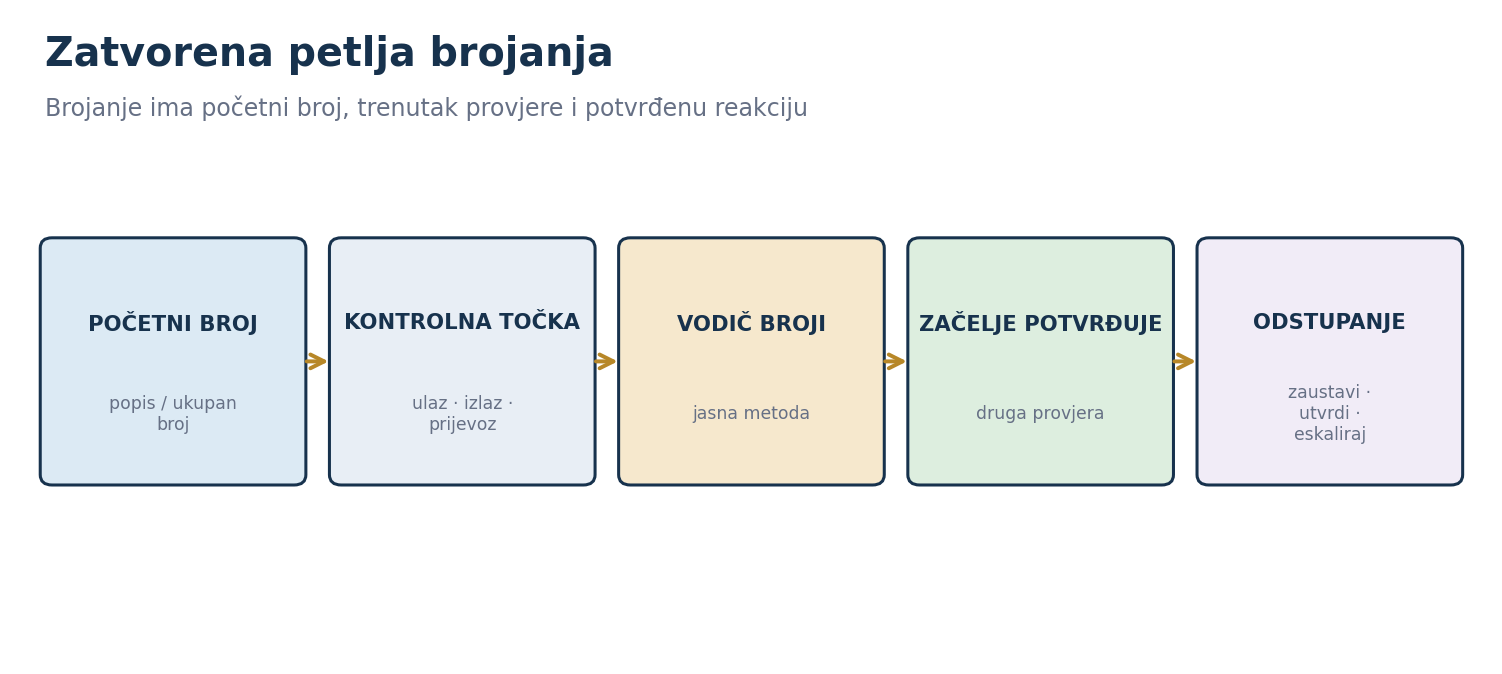 Zatvorena petlja brojanja
Brojanje ima početni broj, trenutak provjere i potvrđenu reakciju
POČETNI BROJ
popis / ukupan
broj
KONTROLNA TOČKA
ulaz · izlaz ·
prijevoz
VODIČ BROJI
jasna metoda
ZAČELJE POTVRĐUJE
druga provjera
ODSTUPANJE
zaustavi ·
utvrdi ·
eskaliraj